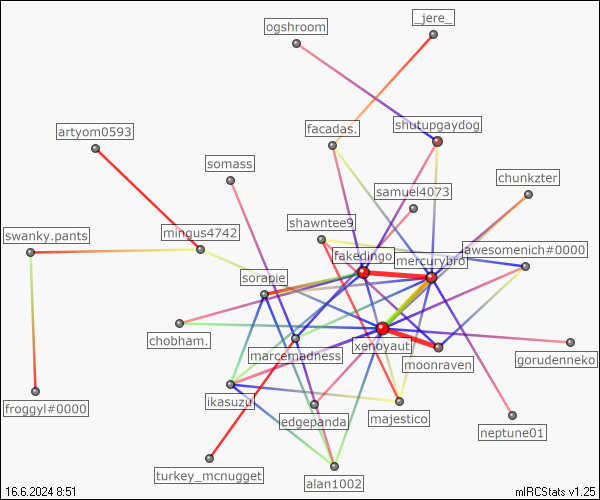 _jere_
ogshroom
artyom0593
facadas.
shutupgaydog
somass
chunkzter
samuel4073
shawntee9
swanky.pants
mingus4742
fakedingo
mercurybro
awesomenich#0000
sorapie
chobham.
marcemadness
xenoyaut
moonraven
gorudenneko
froggyl#0000
ikasuzu
edgepanda
majestico
neptune01
turkey_mcnugget
alan1002
16.6.2024 8:51
mIRCStats v1.25